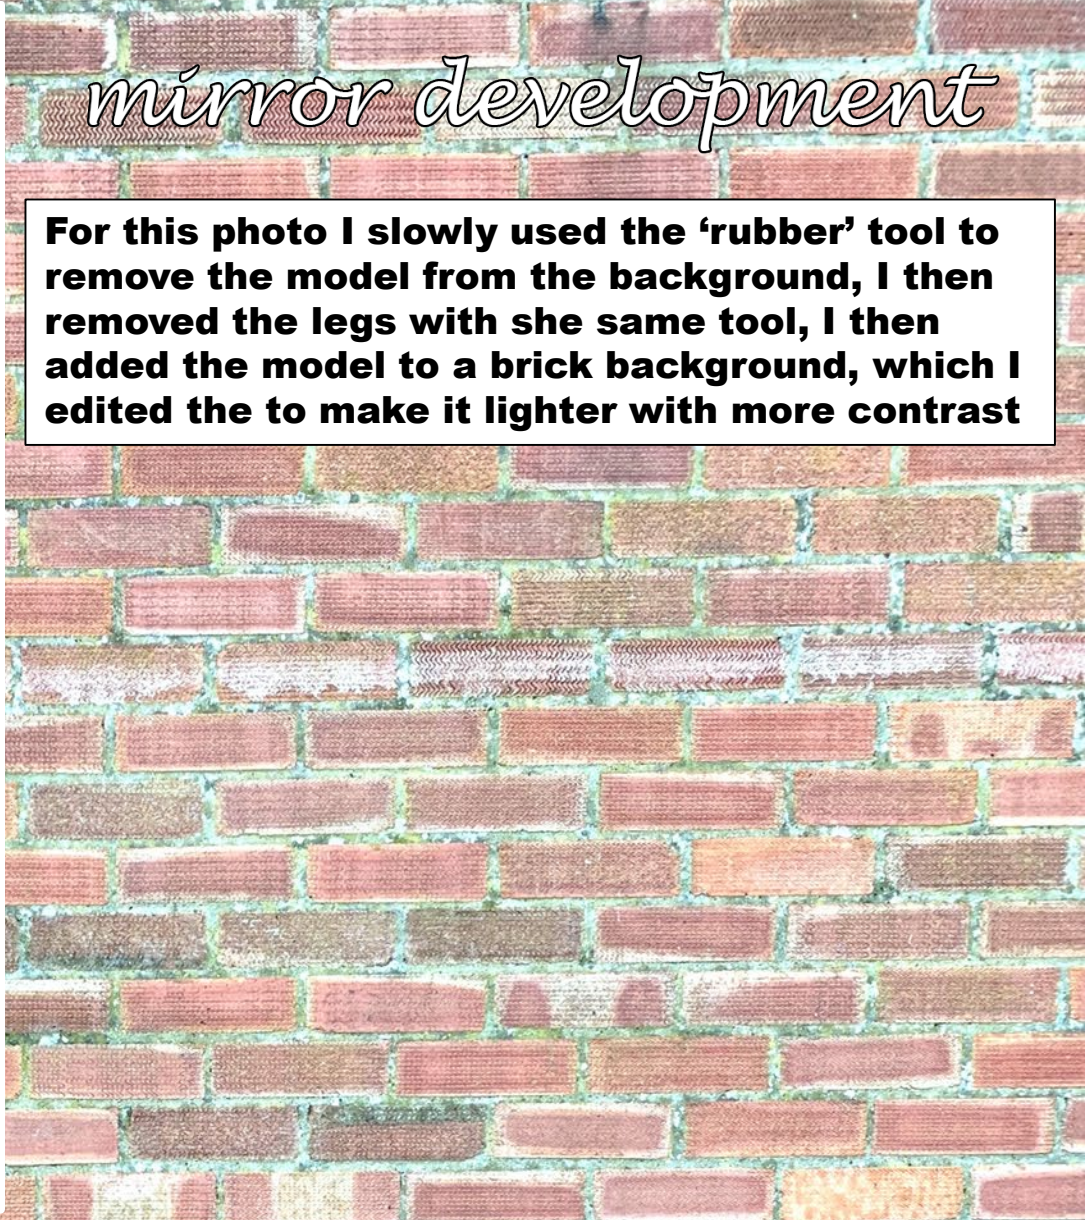 mirror development
For this photo I slowly used the ‘rubber’ tool to
remove the model from the background, I then
removed the legs with she same tool, I then
added the model to a brick background, which I
edited the to make it lighter with more contrast